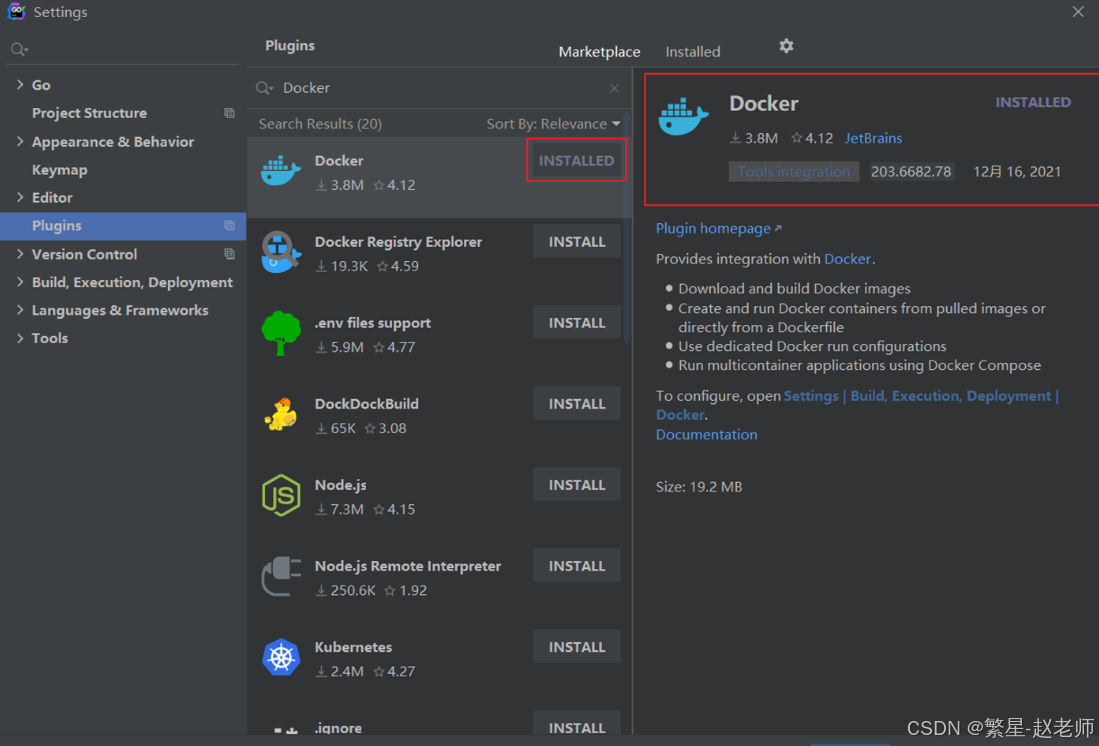 Settings
Plugins
Marketplace
Installed
Go
Project Structure
Appearance & Behavior
Keymap
Editor
Plugins
Version Control
Build, Execution, Deployment
Languages & Frameworks
Tools
Docker
Search Results (20)
Sort By: Relevance
Docker
3.8M 4.12
INSTALLED
Docker Registry Explorer
19.3K 4.59
INSTALL
.env files support
5.9M 4.77
INSTALL
DockDockBuild
65K 3.08
INSTALL
Node.js
7.3M 4.15
INSTALL
Node.js Remote Interpreter
250.6K 1.92
INSTALL
Kubernetes
2.4M 4.27
INSTALL
.ignore
INSTALL
Docker
INSTALLED
3.8M 4.12 JetBrains
Tools integration 203.6682.78 12月 16, 2021
Plugin homepage
Provides integration with Docker.
Download and build Docker images
Create and run Docker containers from pulled images or
directly from a Dockerfile
Use dedicated Docker run configurations
Run multicontainer applications using Docker Compose
To configure, open Settings | Build, Execution, Deployment |
Docker.
Documentation
Size: 19.2 MB
CSDN @繁星-赵老师